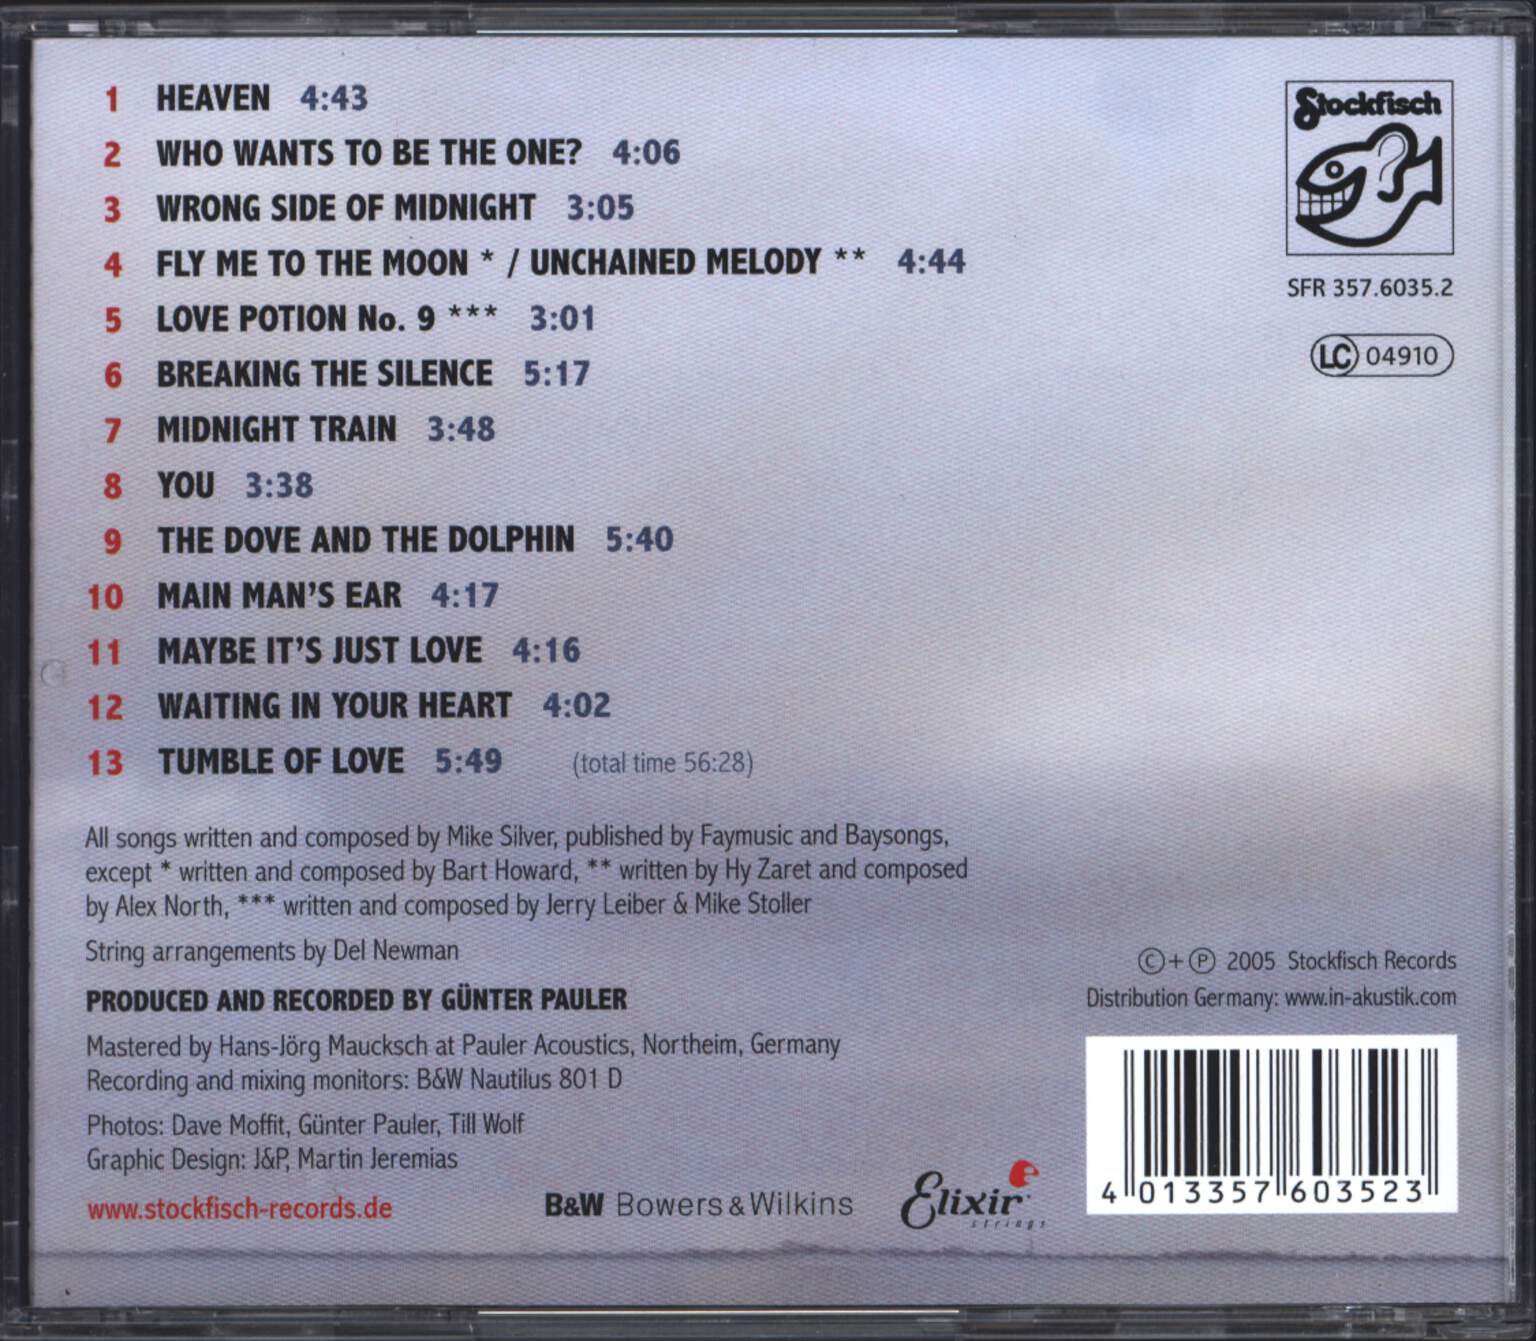 1 HEAVEN 4:43
2 WHO WANTS TO BE THE ONE? 4:06
3 WRONG SIDE OF MIDNIGHT 3:05
4 FLY ME TO THE MOON * / UNCHAINED MELODY ** 4:44
5 LOVE POTION No. 9 *** 3:01
6 BREAKING THE SILENCE 5:17
7 MIDNIGHT TRAIN 3:48
8 YOU 3:38
9 THE DOVE AND THE DOLPHIN 5:40
10 MAIN MAN'S EAR 4:17
11 MAYBE IT'S JUST LOVE 4:16
12 WAITING IN YOUR HEART 4:02
13 TUMBLE OF LOVE 5:49 (total time 56:28)
Stockfisch
SFR 357.6035.2
LC 04910
All songs written and composed by Mike Silver, published by Faymusic and Baysongs,
except * written and composed by Bart Howard, ** written by Hy Zaret and composed
by Alex North, *** written and composed by Jerry Leiber & Mike Stoller
String arrangements by Del Newman
PRODUCED AND RECORDED BY GÜNTER PAULER
Mastered by Hans-Jörg Maucksch at Pauler Acoustics, Northeim, Germany
Recording and mixing monitors: B&W Nautilus 801 D
Photos: Dave Moffit, Günter Pauler, Till Wolf
Graphic Design: J&P, Martin Jeremias
www.stockfisch-records.de
B&W Bowers & Wilkins
Elixir
strings
©+℗ 2005 Stockfisch Records
Distribution Germany: www.in-akustik.com
4 013357 603523